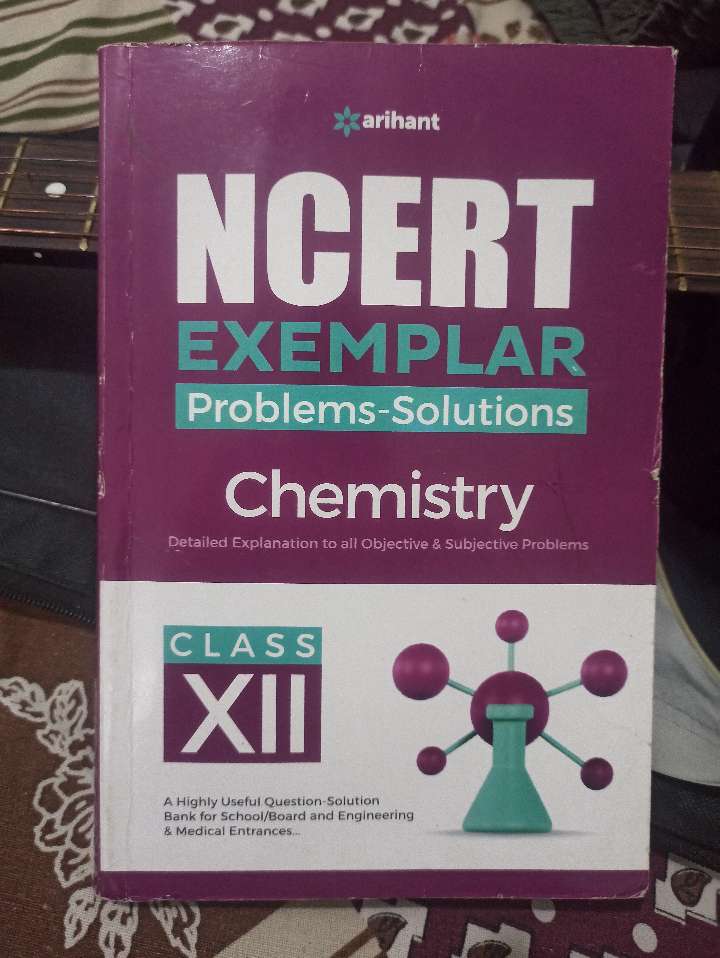 arihant
NCERT
EXEMPLAR
Problems-Solutions
Chemistry
Detailed Explanation to all Objective & Subjective Problems
CLASS
XII
A Highly Useful Question-Solution
Bank for School/Board and Engineering
& Medical Entrances...